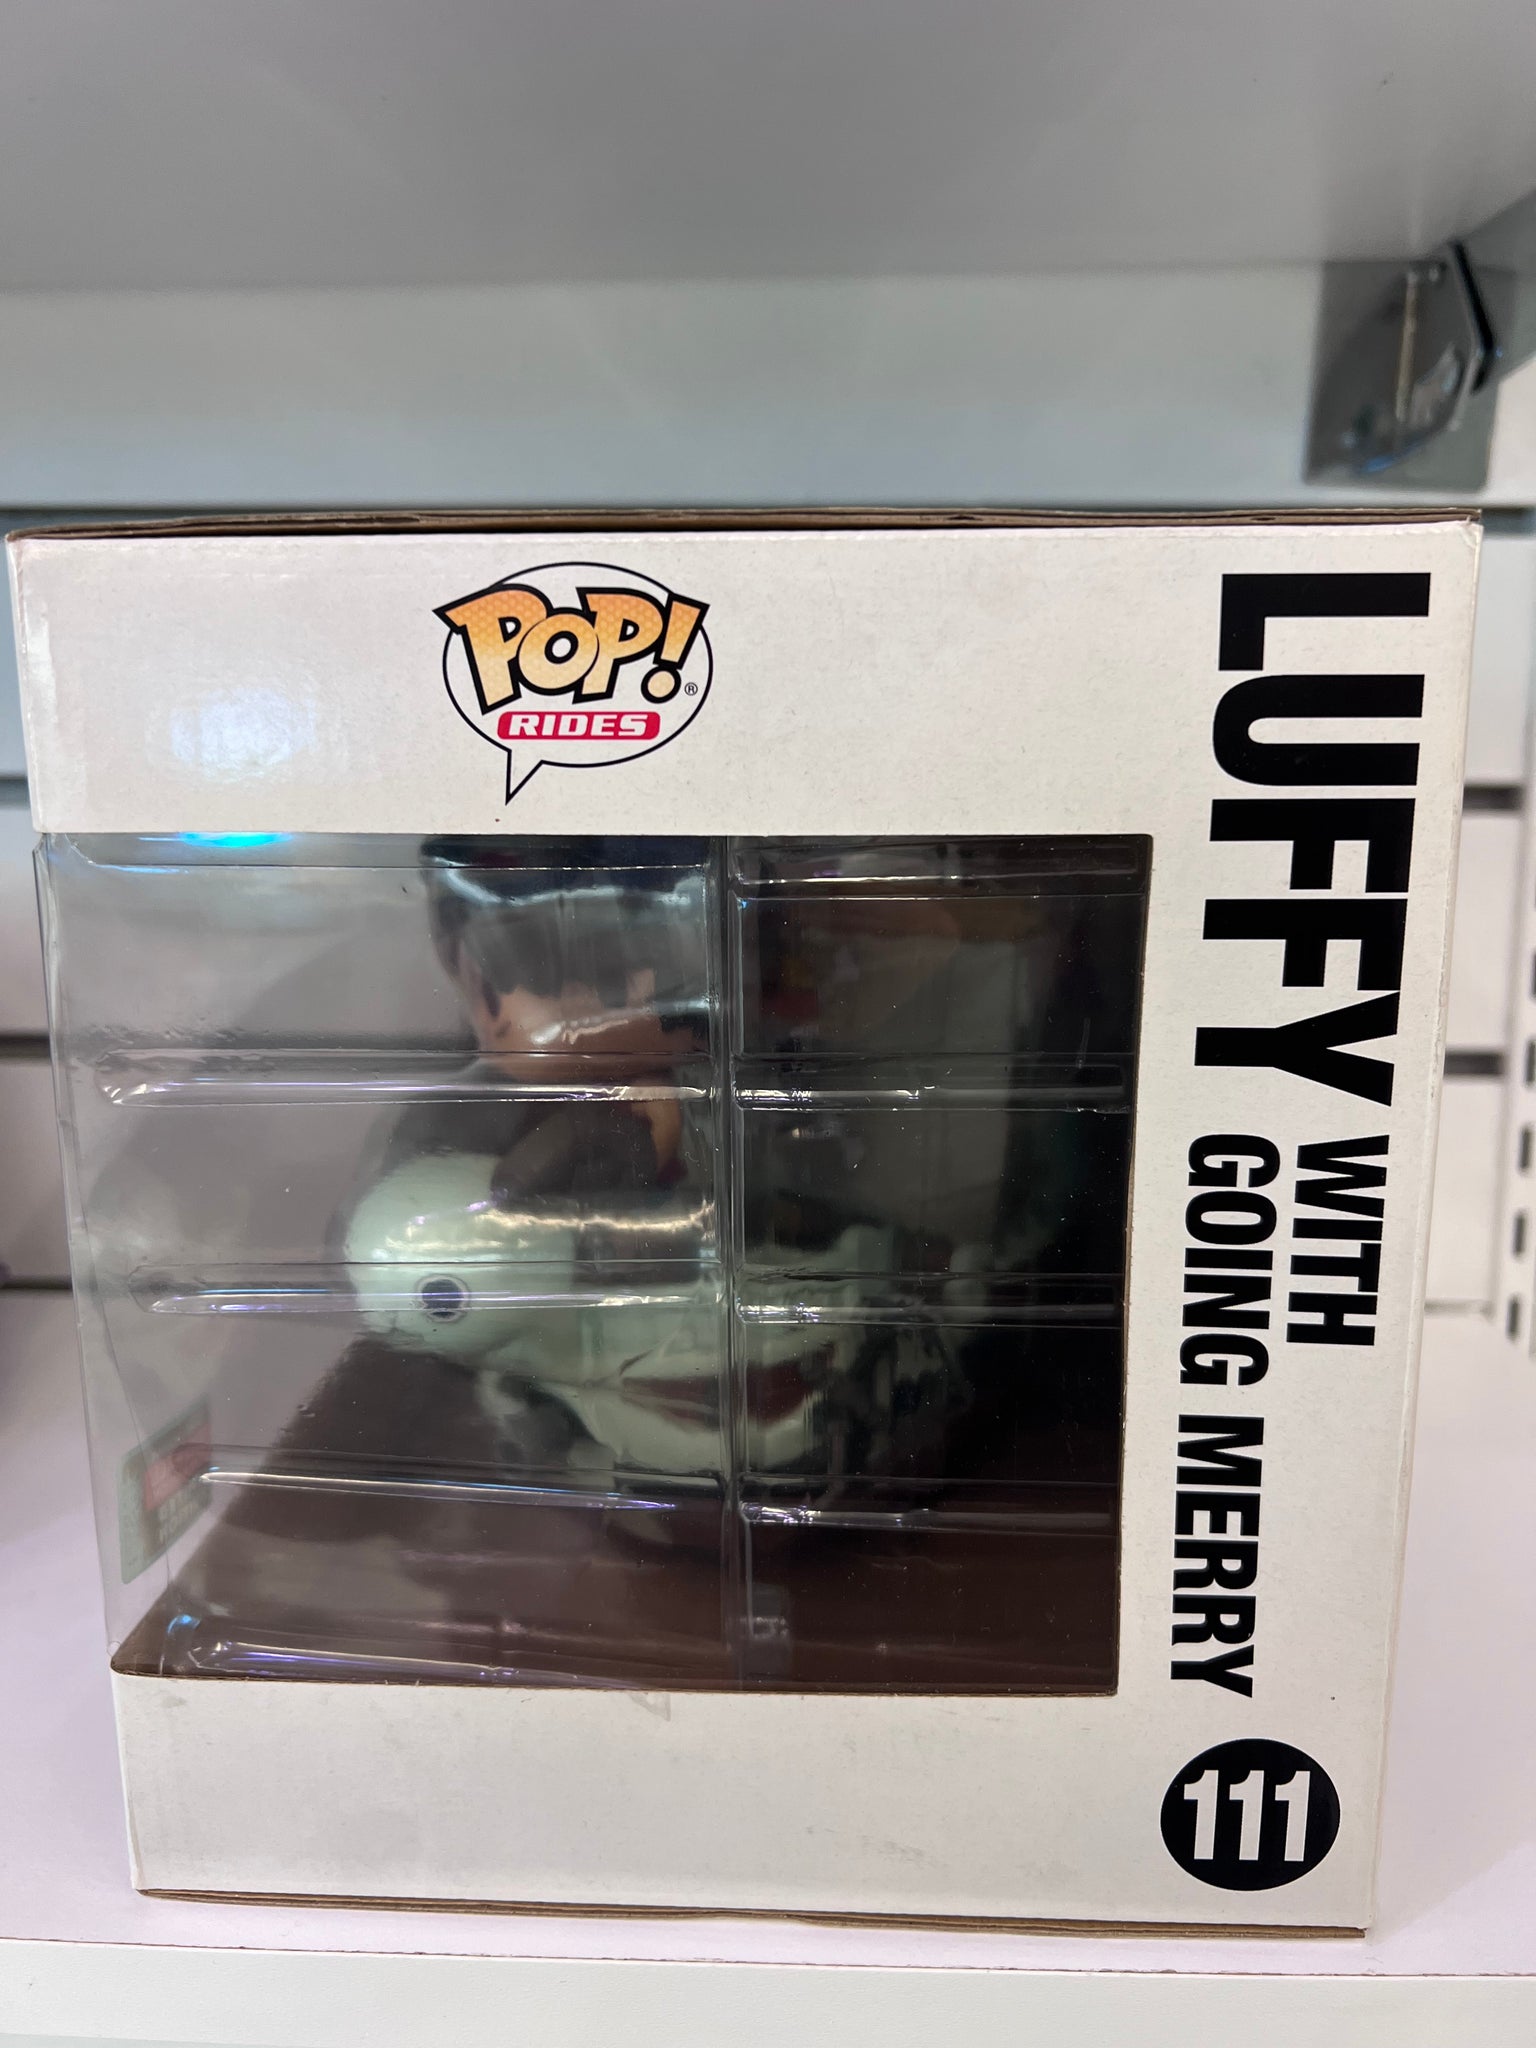 POP!®
RIDES
LUFFY WITH
GOING MERRY
111